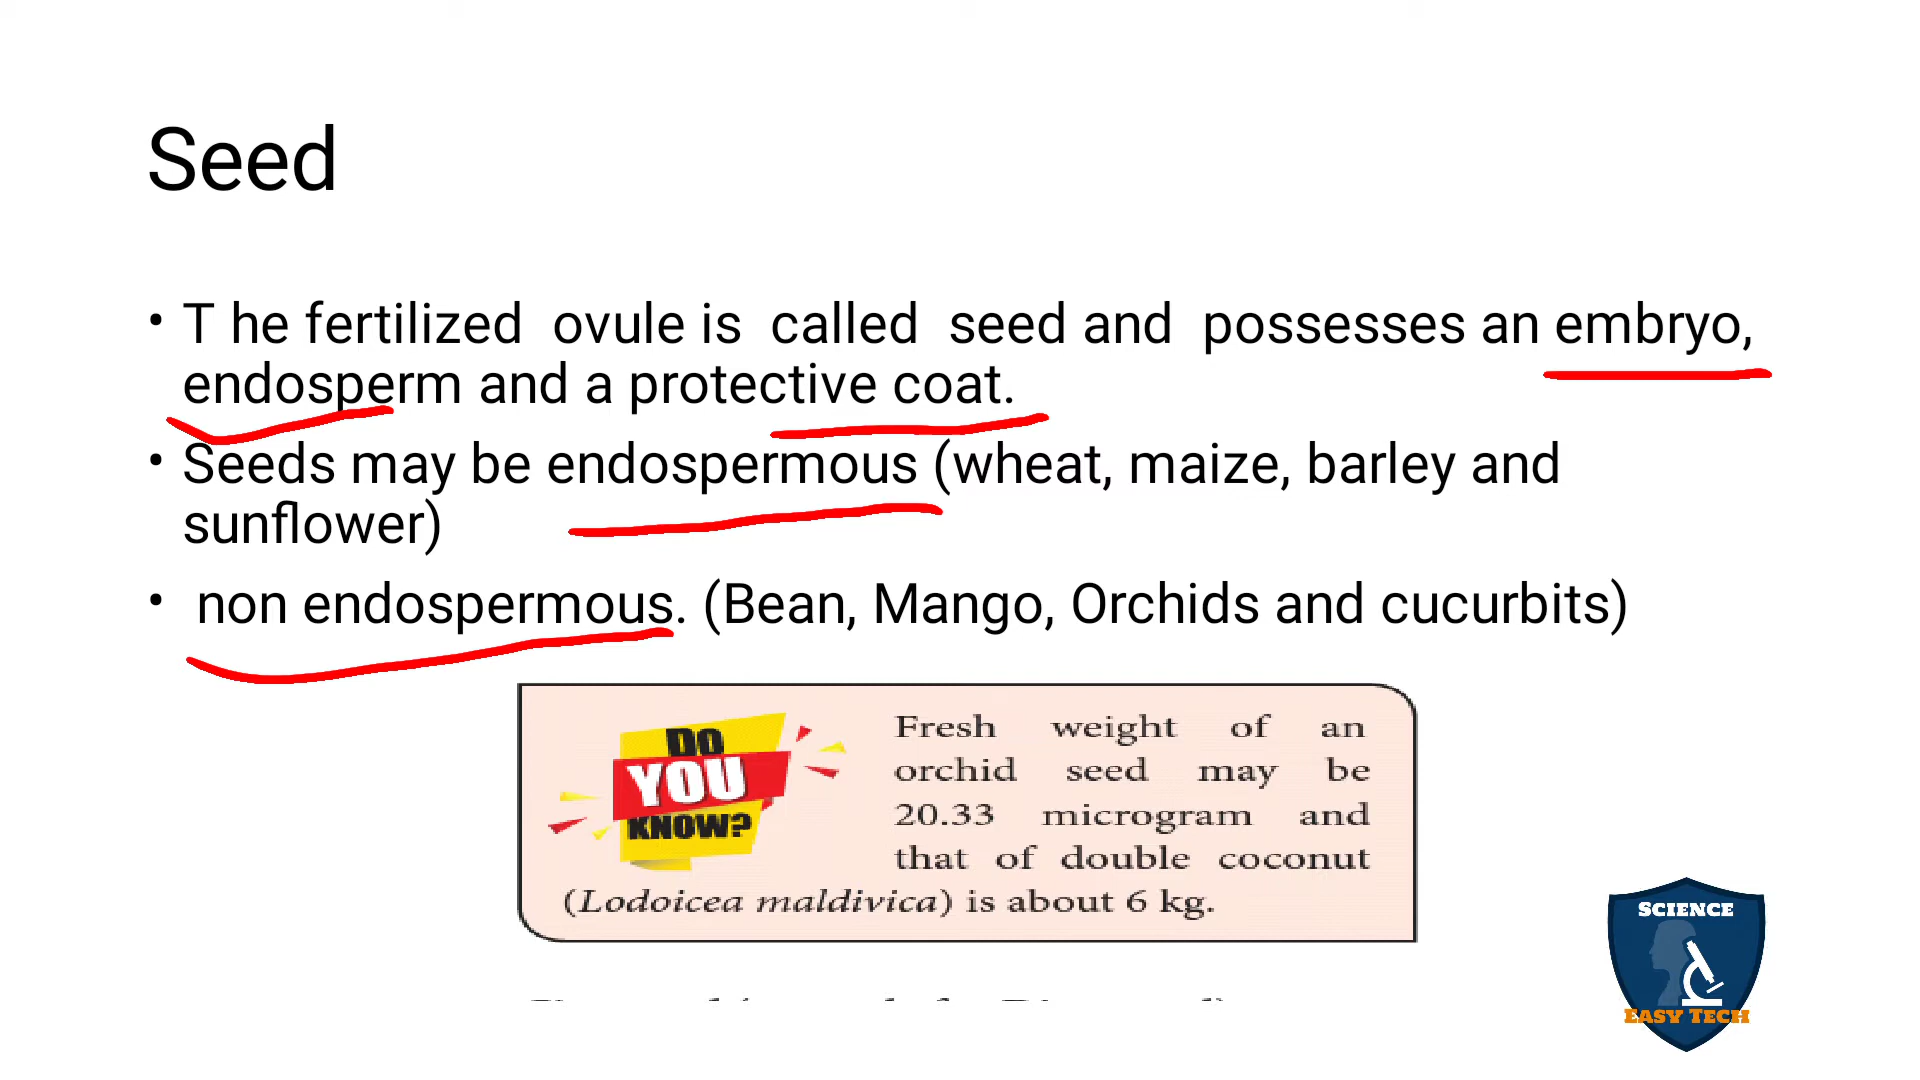 Seed
• T he fertilized ovule is called seed and possesses an embryo,
endosperm and a protective coat.
• Seeds may be endospermous (wheat, maize, barley and
sunflower)
• non endospermous. (Bean, Mango, Orchids and cucurbits)
DO
YOU
KNOW?
Fresh weight of an
orchid seed may be
20.33 microgram and
that of double coconut
(Lodoicea maldivica) is about 6 kg.
SCIENCE
EASY TECH